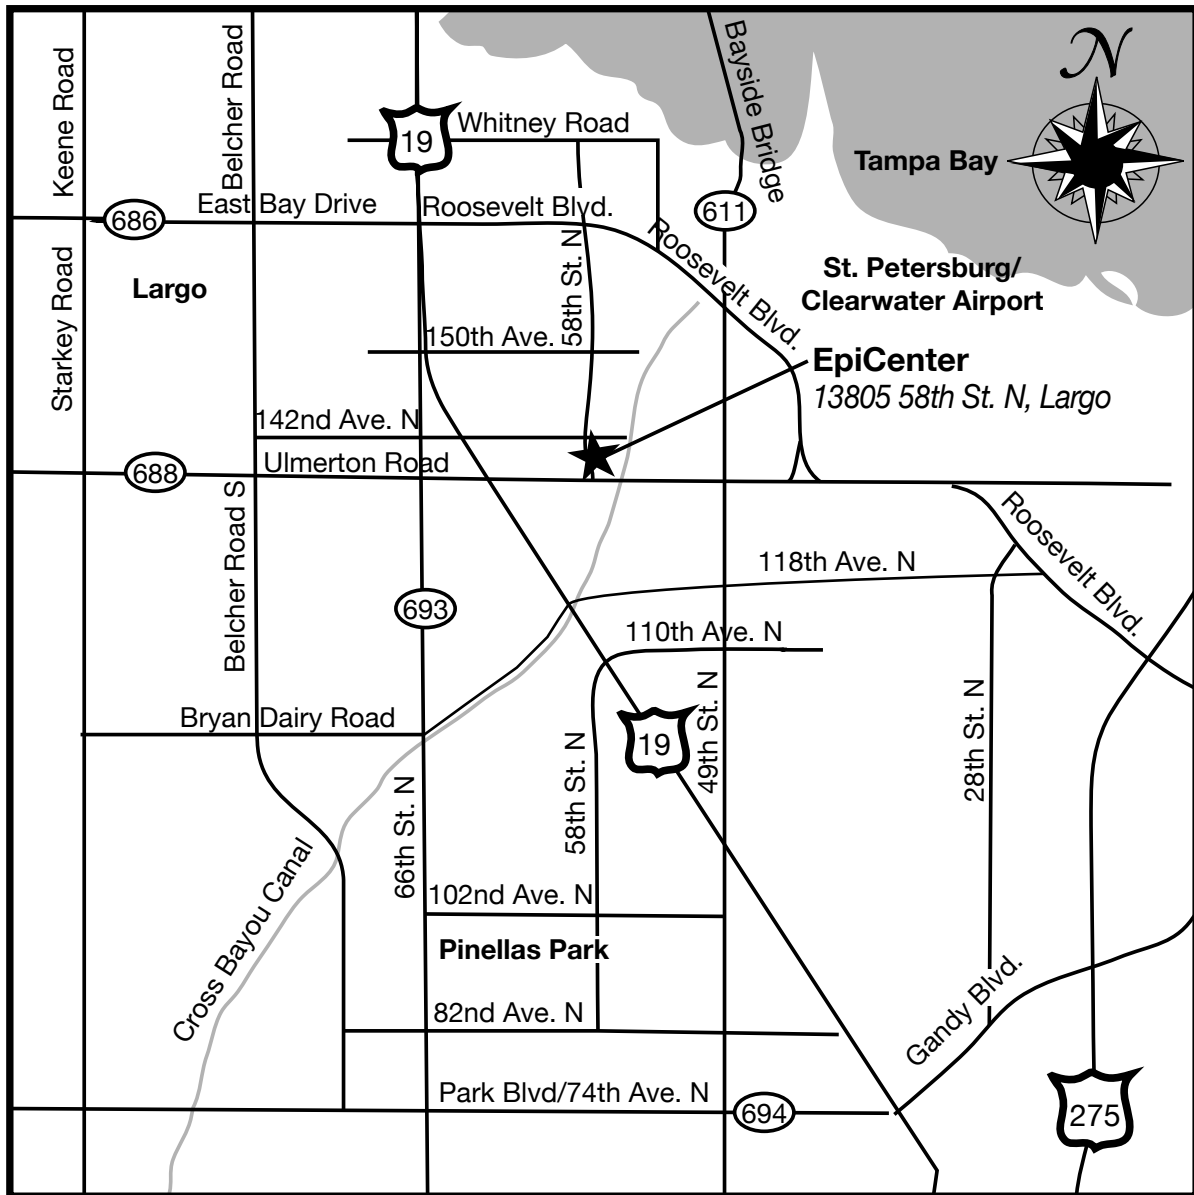 N
Keene Road
Belcher Road
Bayside Bridge
19
Whitney Road
Tampa Bay
686
East Bay Drive
Roosevelt Blvd.
611
Roosevelt Blvd.
58th St. N
St. Petersburg/
Clearwater Airport
Largo
Starkey Road
150th Ave.
EpiCenter
13805 58th St. N, Largo
142nd Ave. N
688
Ulmerton Road
Belcher Road S
Roosevelt Blvd.
118th Ave. N
693
110th Ave. N
Bryan Dairy Road
19
49th St. N
28th St. N
58th St. N
66th St. N
Cross Bayou Canal
102nd Ave. N
Pinellas Park
82nd Ave. N
Gandy Blvd.
Park Blvd/74th Ave. N
694
275